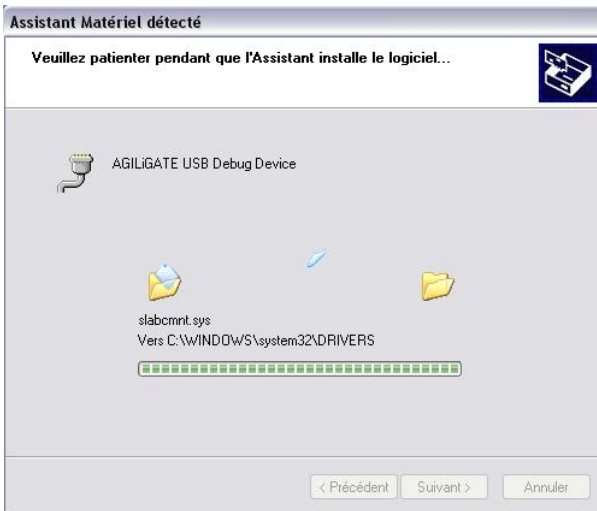 Assistant Matériel détecté
Veuillez patienter pendant que l'Assistant installe le logiciel...
AGILiGATE USB Debug Device
slabcmnt.sys
Vers C:\WINDOWS\system32\DRIVERS
< Précédent Suivant > Annuler